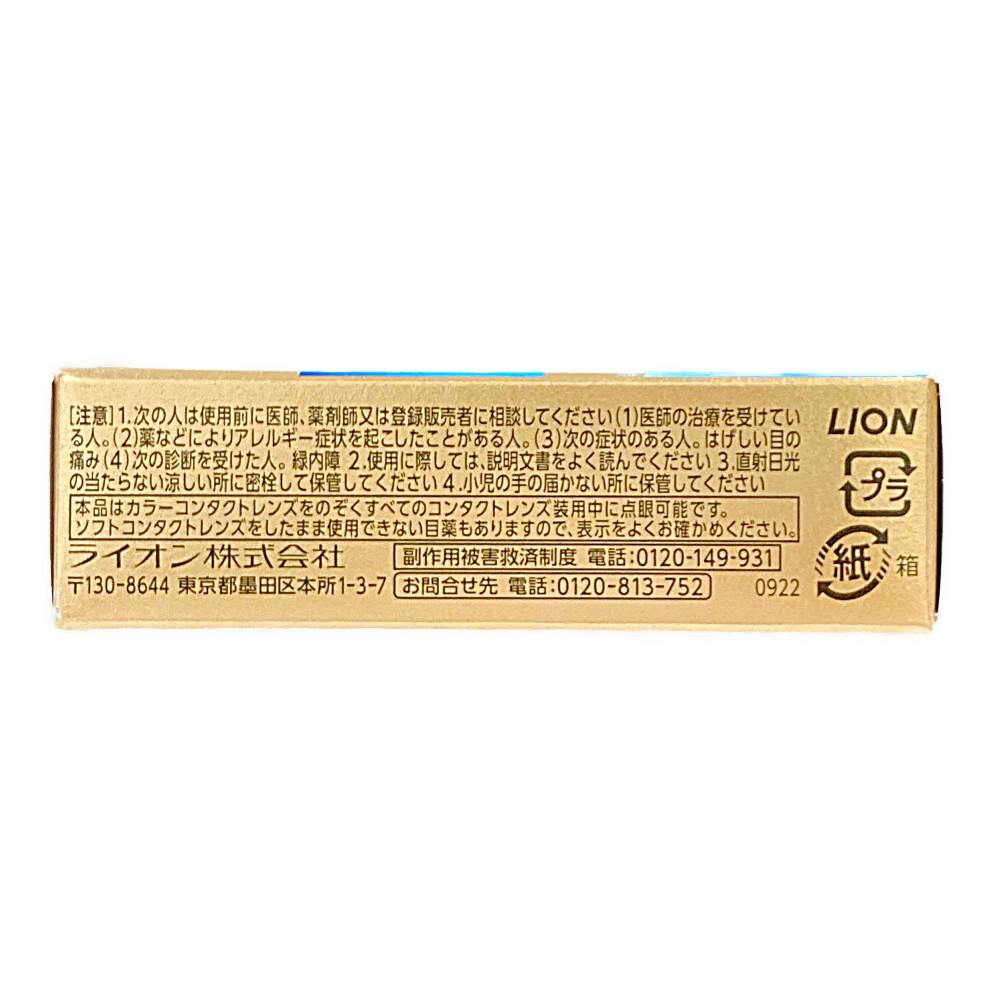 [注意]1.次の人は使用前に医師、薬剤師又は登録販売者に相談してください(1)医師の治療を受けてい
る人。(2)薬などによりアレルギー症状を起こしたことがある人。(3)次の症状のある人。はげしい目の
痛み(4)次の診断を受けた人。緑内障 2.使用に際しては、説明文書をよく読んでください 3.直射日光
の当たらない涼しい所に密栓して保管してください 4.小児の手の届かない所に保管してください
本品はカラーコンタクトレンズをのぞくすべてのコンタクトレンズ装用中に点眼可能です。
ソフトコンタクトレンズをしたまま使用できない目薬もありますので、表示をよくお確かめください。
ライオン株式会社 副作用被害救済制度 電話:0120-149-931
〒130-8644 東京都墨田区本所1-3-7 お問合せ先 電話:0120-813-752 0922
LION
プラ
紙 箱